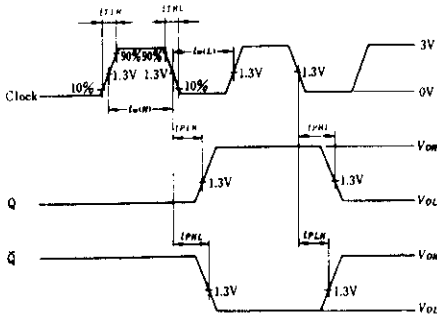 tTLH tTHL
90% 90% tw(L) 3V
1.3V 1.3V 1.3V 1.3V
Clock 10% 10% 0V
tw(H)
tPLH tPHL
VOH
1.3V 1.3V
Q VOL
tPHL tPLH
Q̄ VOH
1.3V 1.3V
VOL